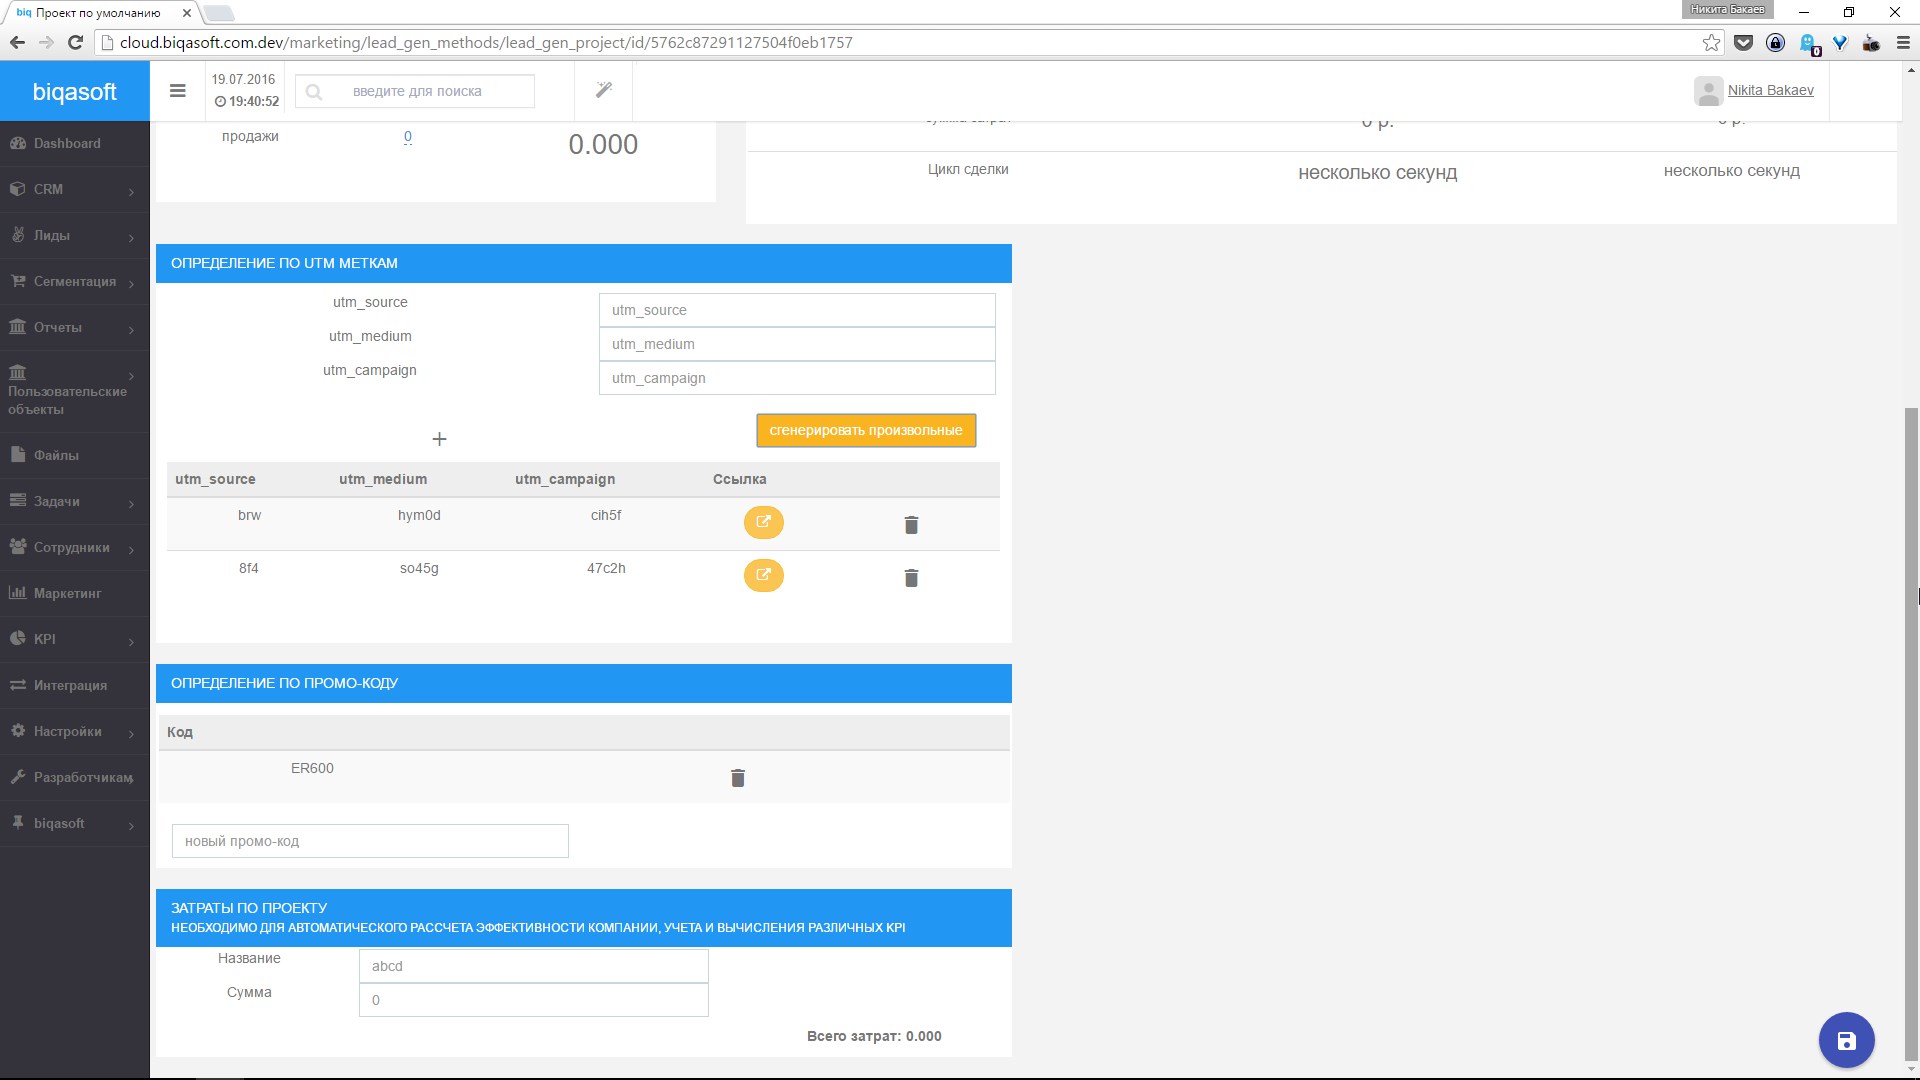 biq Проект по умолчанию
Никита Бакаев
cloud.biqasoft.com.dev/marketing/lead_gen_methods/lead_gen_project/id/5762c87291127504f0eb1757
biqasoft
19.07.2016
19:40:52
введите для поиска
Nikita Bakaev
Dashboard
CRM
Лиды
Сегментация
Отчеты
Пользовательские
объекты
Файлы
Задачи
Сотрудники
Маркетинг
KPI
Интеграция
Настройки
Разработчикам
biqasoft
продажи 0 0.000
0 р. 0 р.
Цикл сделки несколько секунд несколько секунд
ОПРЕДЕЛЕНИЕ ПО UTM МЕТКАМ
utm_source utm_source
utm_medium utm_medium
utm_campaign utm_campaign
+ сгенерировать произвольные
utm_source utm_medium utm_campaign Ссылка
brw hym0d cih5f
8f4 so45g 47c2h
ОПРЕДЕЛЕНИЕ ПО ПРОМО-КОДУ
Код
ER600
новый промо-код
ЗАТРАТЫ ПО ПРОЕКТУ
НЕОБХОДИМО ДЛЯ АВТОМАТИЧЕСКОГО РАССЧЕТА ЭФФЕКТИВНОСТИ КОМПАНИИ, УЧЕТА И ВЫЧИСЛЕНИЯ РАЗЛИЧНЫХ KPI
Название abcd
Сумма 0
Всего затрат: 0.000